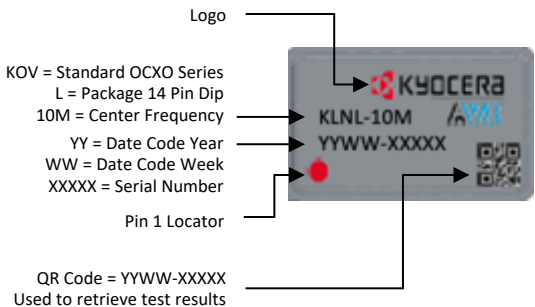 Logo
KOV = Standard OCXO Series
L = Package 14 Pin Dip
10M = Center Frequency
YY = Date Code Year
WW = Date Code Week
XXXXX = Serial Number
Pin 1 Locator
QR Code = YYWW-XXXXX
Used to retrieve test results
KYOCERA
AVX
KLNL-10M
YYWW-XXXXX